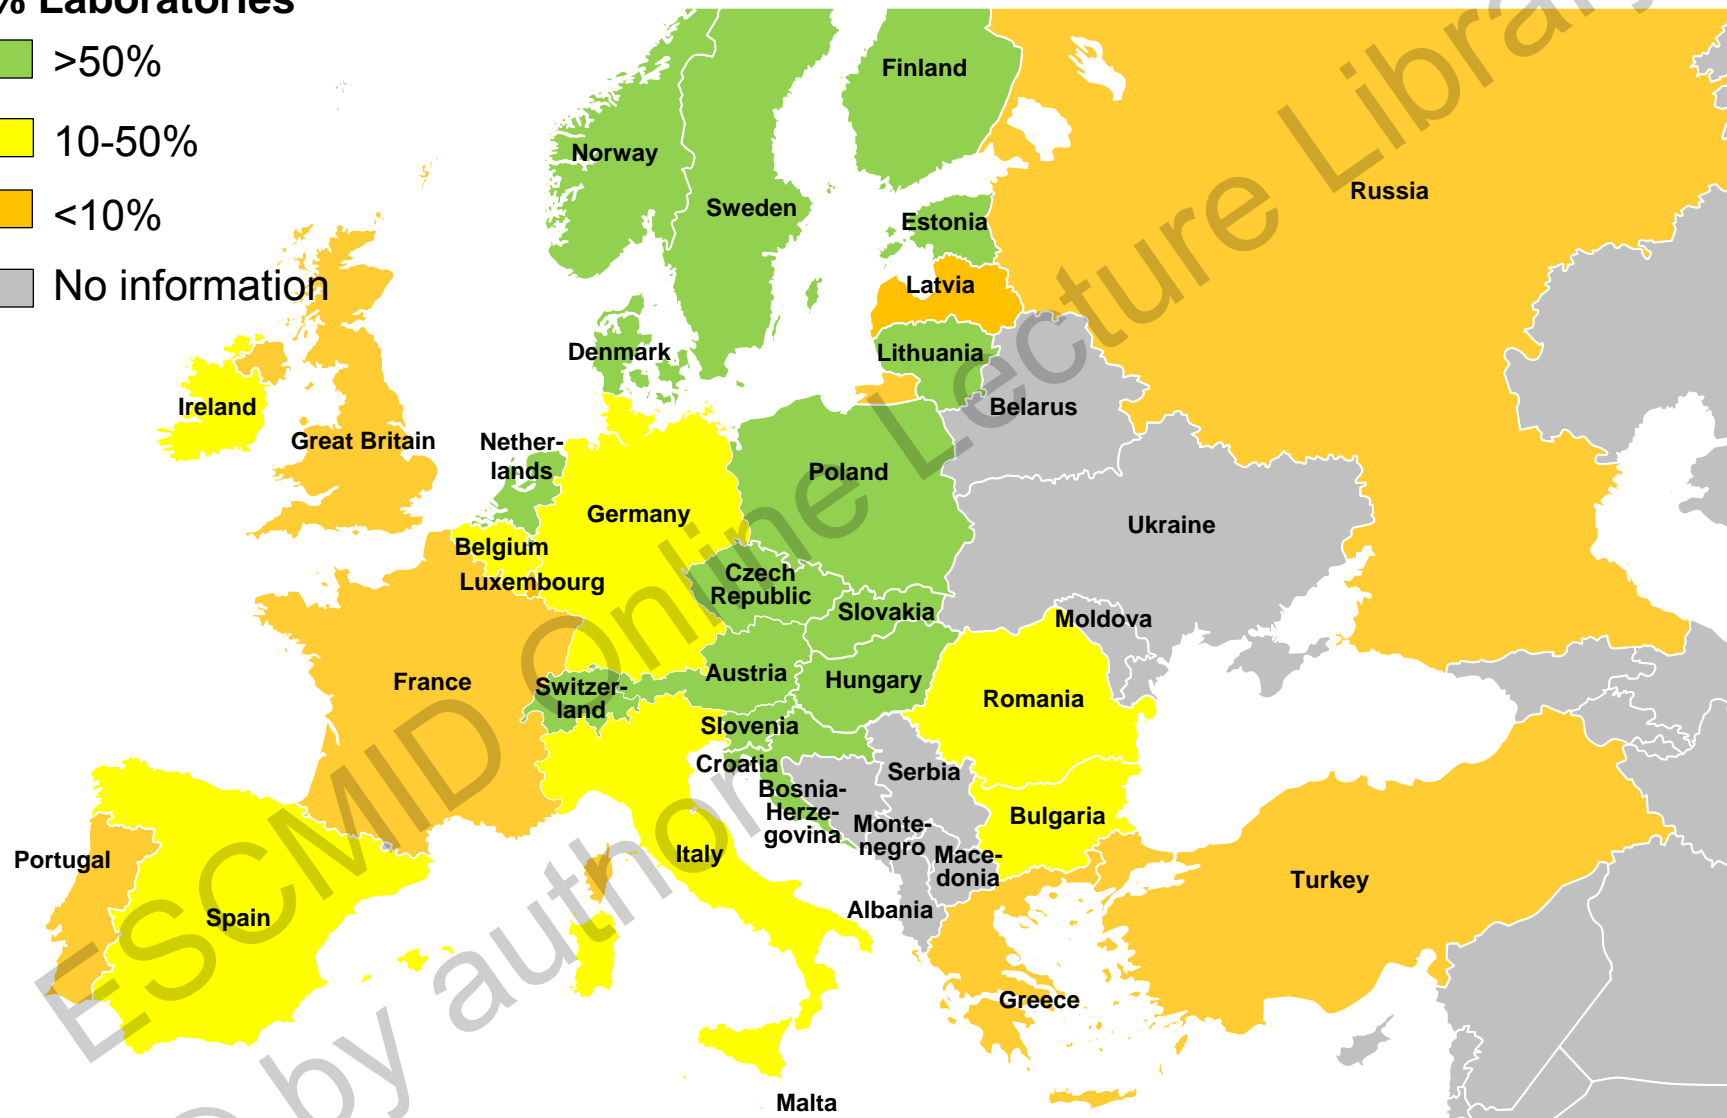 % Laboratories
>50%
10-50%
<10%
No information
Finland
Norway
Sweden
Russia
Estonia
Latvia
Denmark
Lithuania
Ireland
Belarus
Great Britain
Nether-
lands
Poland
Germany
Ukraine
Belgium
Luxembourg
Czech
Republic
Slovakia
Moldova
France
Switzer-
land
Austria
Hungary
Romania
Slovenia
Croatia
Serbia
Bosnia-
Herze-
govina
Monte-
negro
Bulgaria
Mace-
donia
Portugal
Italy
Turkey
Spain
Albania
Greece
Malta
ESCMID Online Lecture Library
© by author